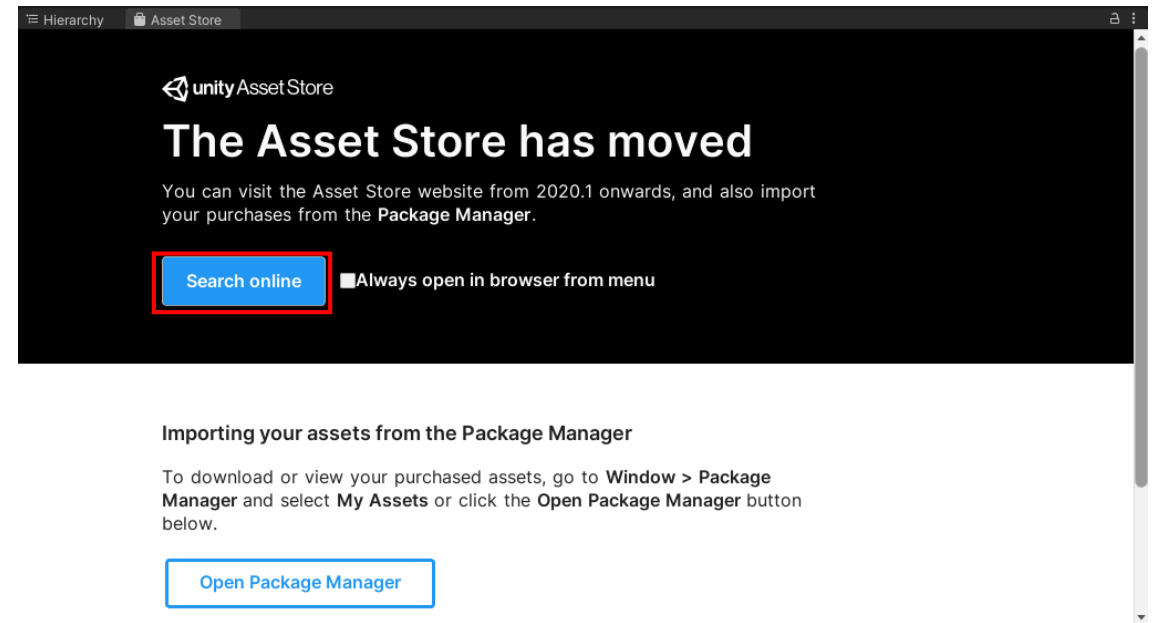 Hierarchy Asset Store
unity Asset Store
The Asset Store has moved
You can visit the Asset Store website from 2020.1 onwards, and also import
your purchases from the Package Manager.
Search online Always open in browser from menu
Importing your assets from the Package Manager
To download or view your purchased assets, go to Window > Package
Manager and select My Assets or click the Open Package Manager button
below.
Open Package Manager